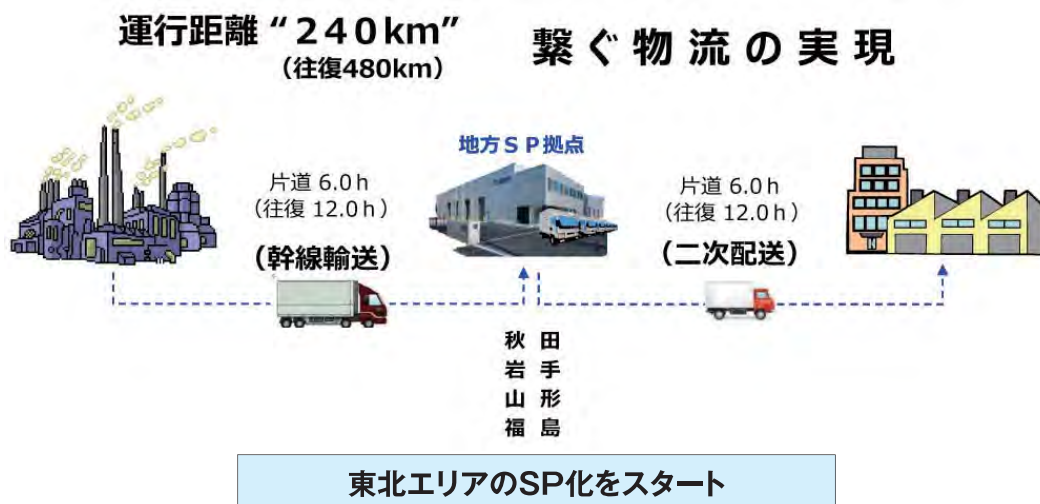 運行距離 “240km”
（往復480km）
繋ぐ物流の実現
地方SP拠点
片道 6.0h
（往復 12.0h）
（幹線輸送）
片道 6.0h
（往復 12.0h）
（二次配送）
秋田
岩手
山形
福島
東北エリアのSP化をスタート